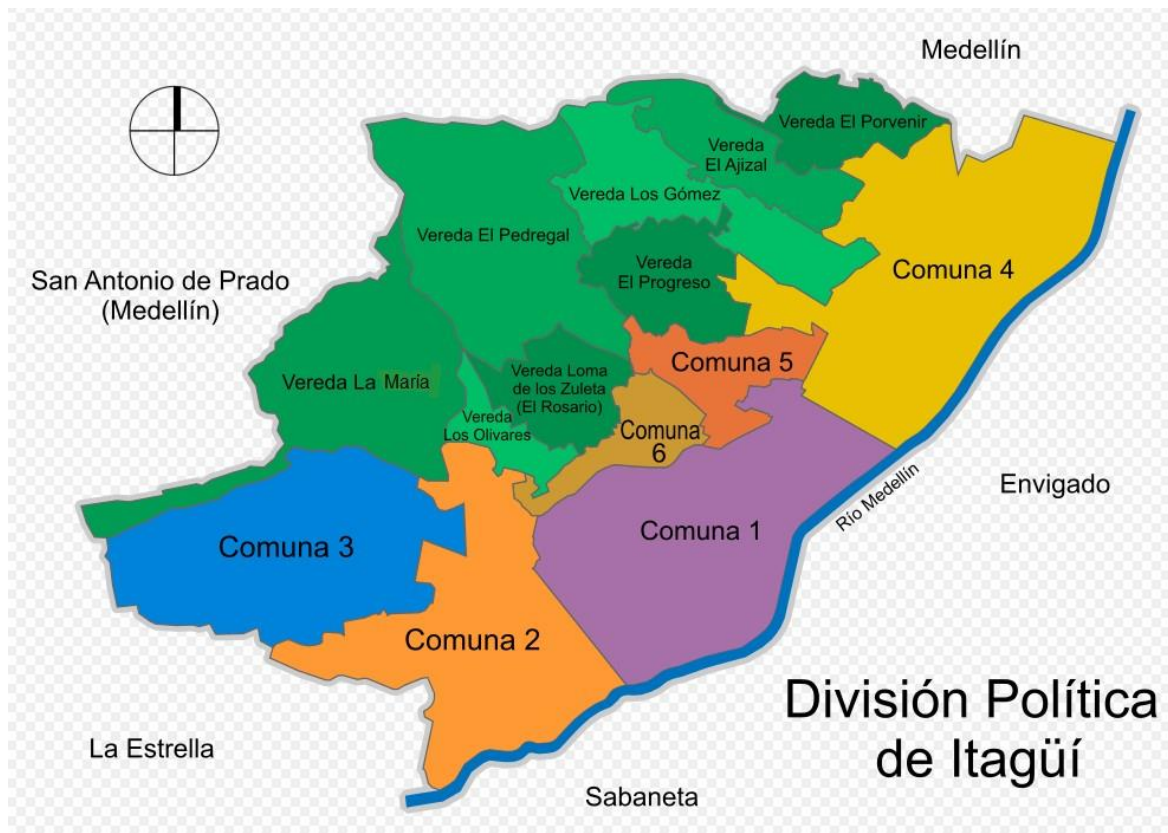 Medellín
Vereda El Porvenir
Vereda
El Ajizal
Vereda Los Gómez
Vereda El Pedregal
Vereda
El Progreso
Comuna 4
San Antonio de Prado
(Medellín)
Comuna 5
Vereda La María
Vereda Loma
de los Zuleta
(El Rosario)
Vereda
Los Olivares
Comuna
6
Envigado
Río Medellín
Comuna 1
Comuna 3
Comuna 2
División Política
de Itagüí
La Estrella
Sabaneta